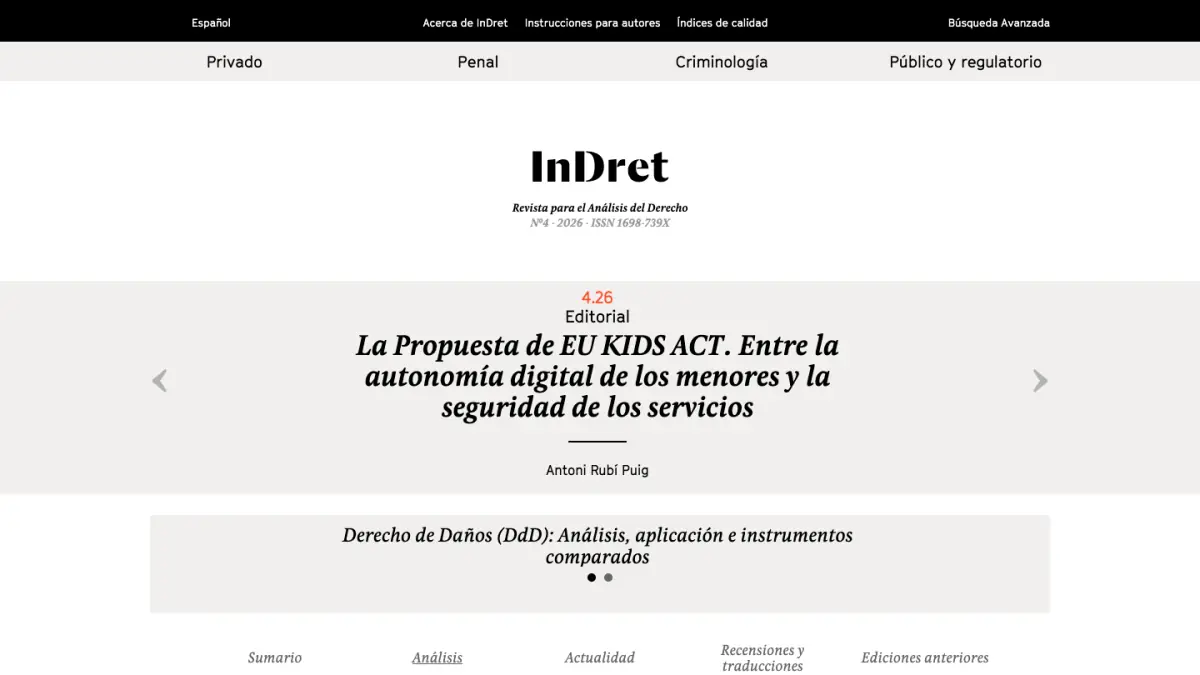 Español
Acerca de InDret
Instrucciones para autores
Índices de calidad
Búsqueda Avanzada
Privado
Penal
Criminología
Público y regulatorio
InDret
Revista para el Análisis del Derecho
Nº4 - 2026 - ISSN 1698-739X
4.26
Editorial
La Propuesta de EU KIDS ACT. Entre la
autonomía digital de los menores y la
seguridad de los servicios
Antoni Rubí Puig
Derecho de Daños (DdD): Análisis, aplicación e instrumentos
comparados
Sumario
Análisis
Actualidad
Recensiones y
traducciones
Ediciones anteriores